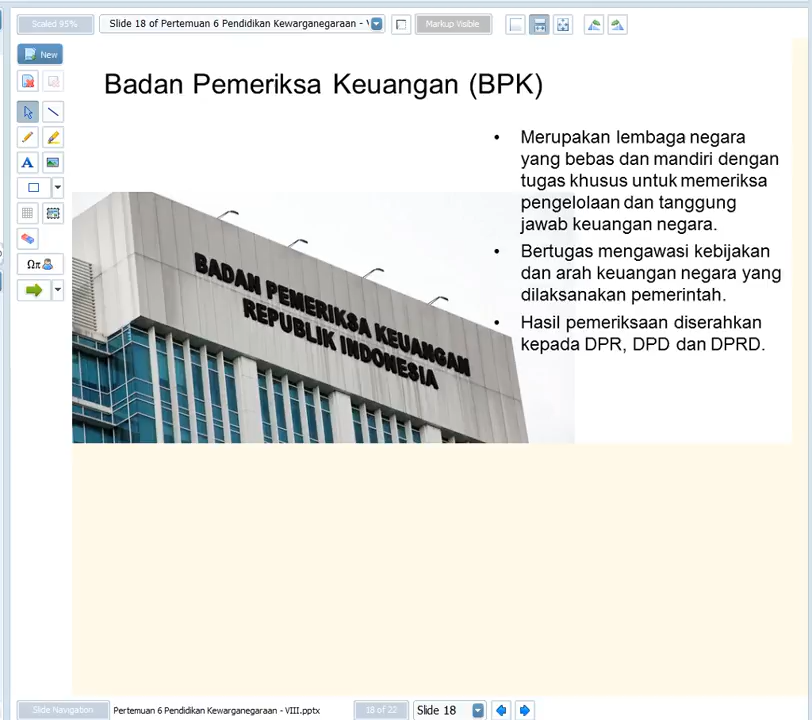 Scaled 95%
Slide 18 of Pertemuan 6 Pendidikan Kewarganegaraan - V
Markup Visible
New
Badan Pemeriksa Keuangan (BPK)
• Merupakan lembaga negara
yang bebas dan mandiri dengan
tugas khusus untuk memeriksa
pengelolaan dan tanggung
jawab keuangan negara.
• Bertugas mengawasi kebijakan
dan arah keuangan negara yang
dilaksanakan pemerintah.
• Hasil pemeriksaan diserahkan
kepada DPR, DPD dan DPRD.
BADAN PEMERIKSA KEUANGAN
REPUBLIK INDONESIA
A
Ωπ
Slide Navigation
Pertemuan 6 Pendidikan Kewarganegaraan - VIII.pptx
18 of 22
Slide 18